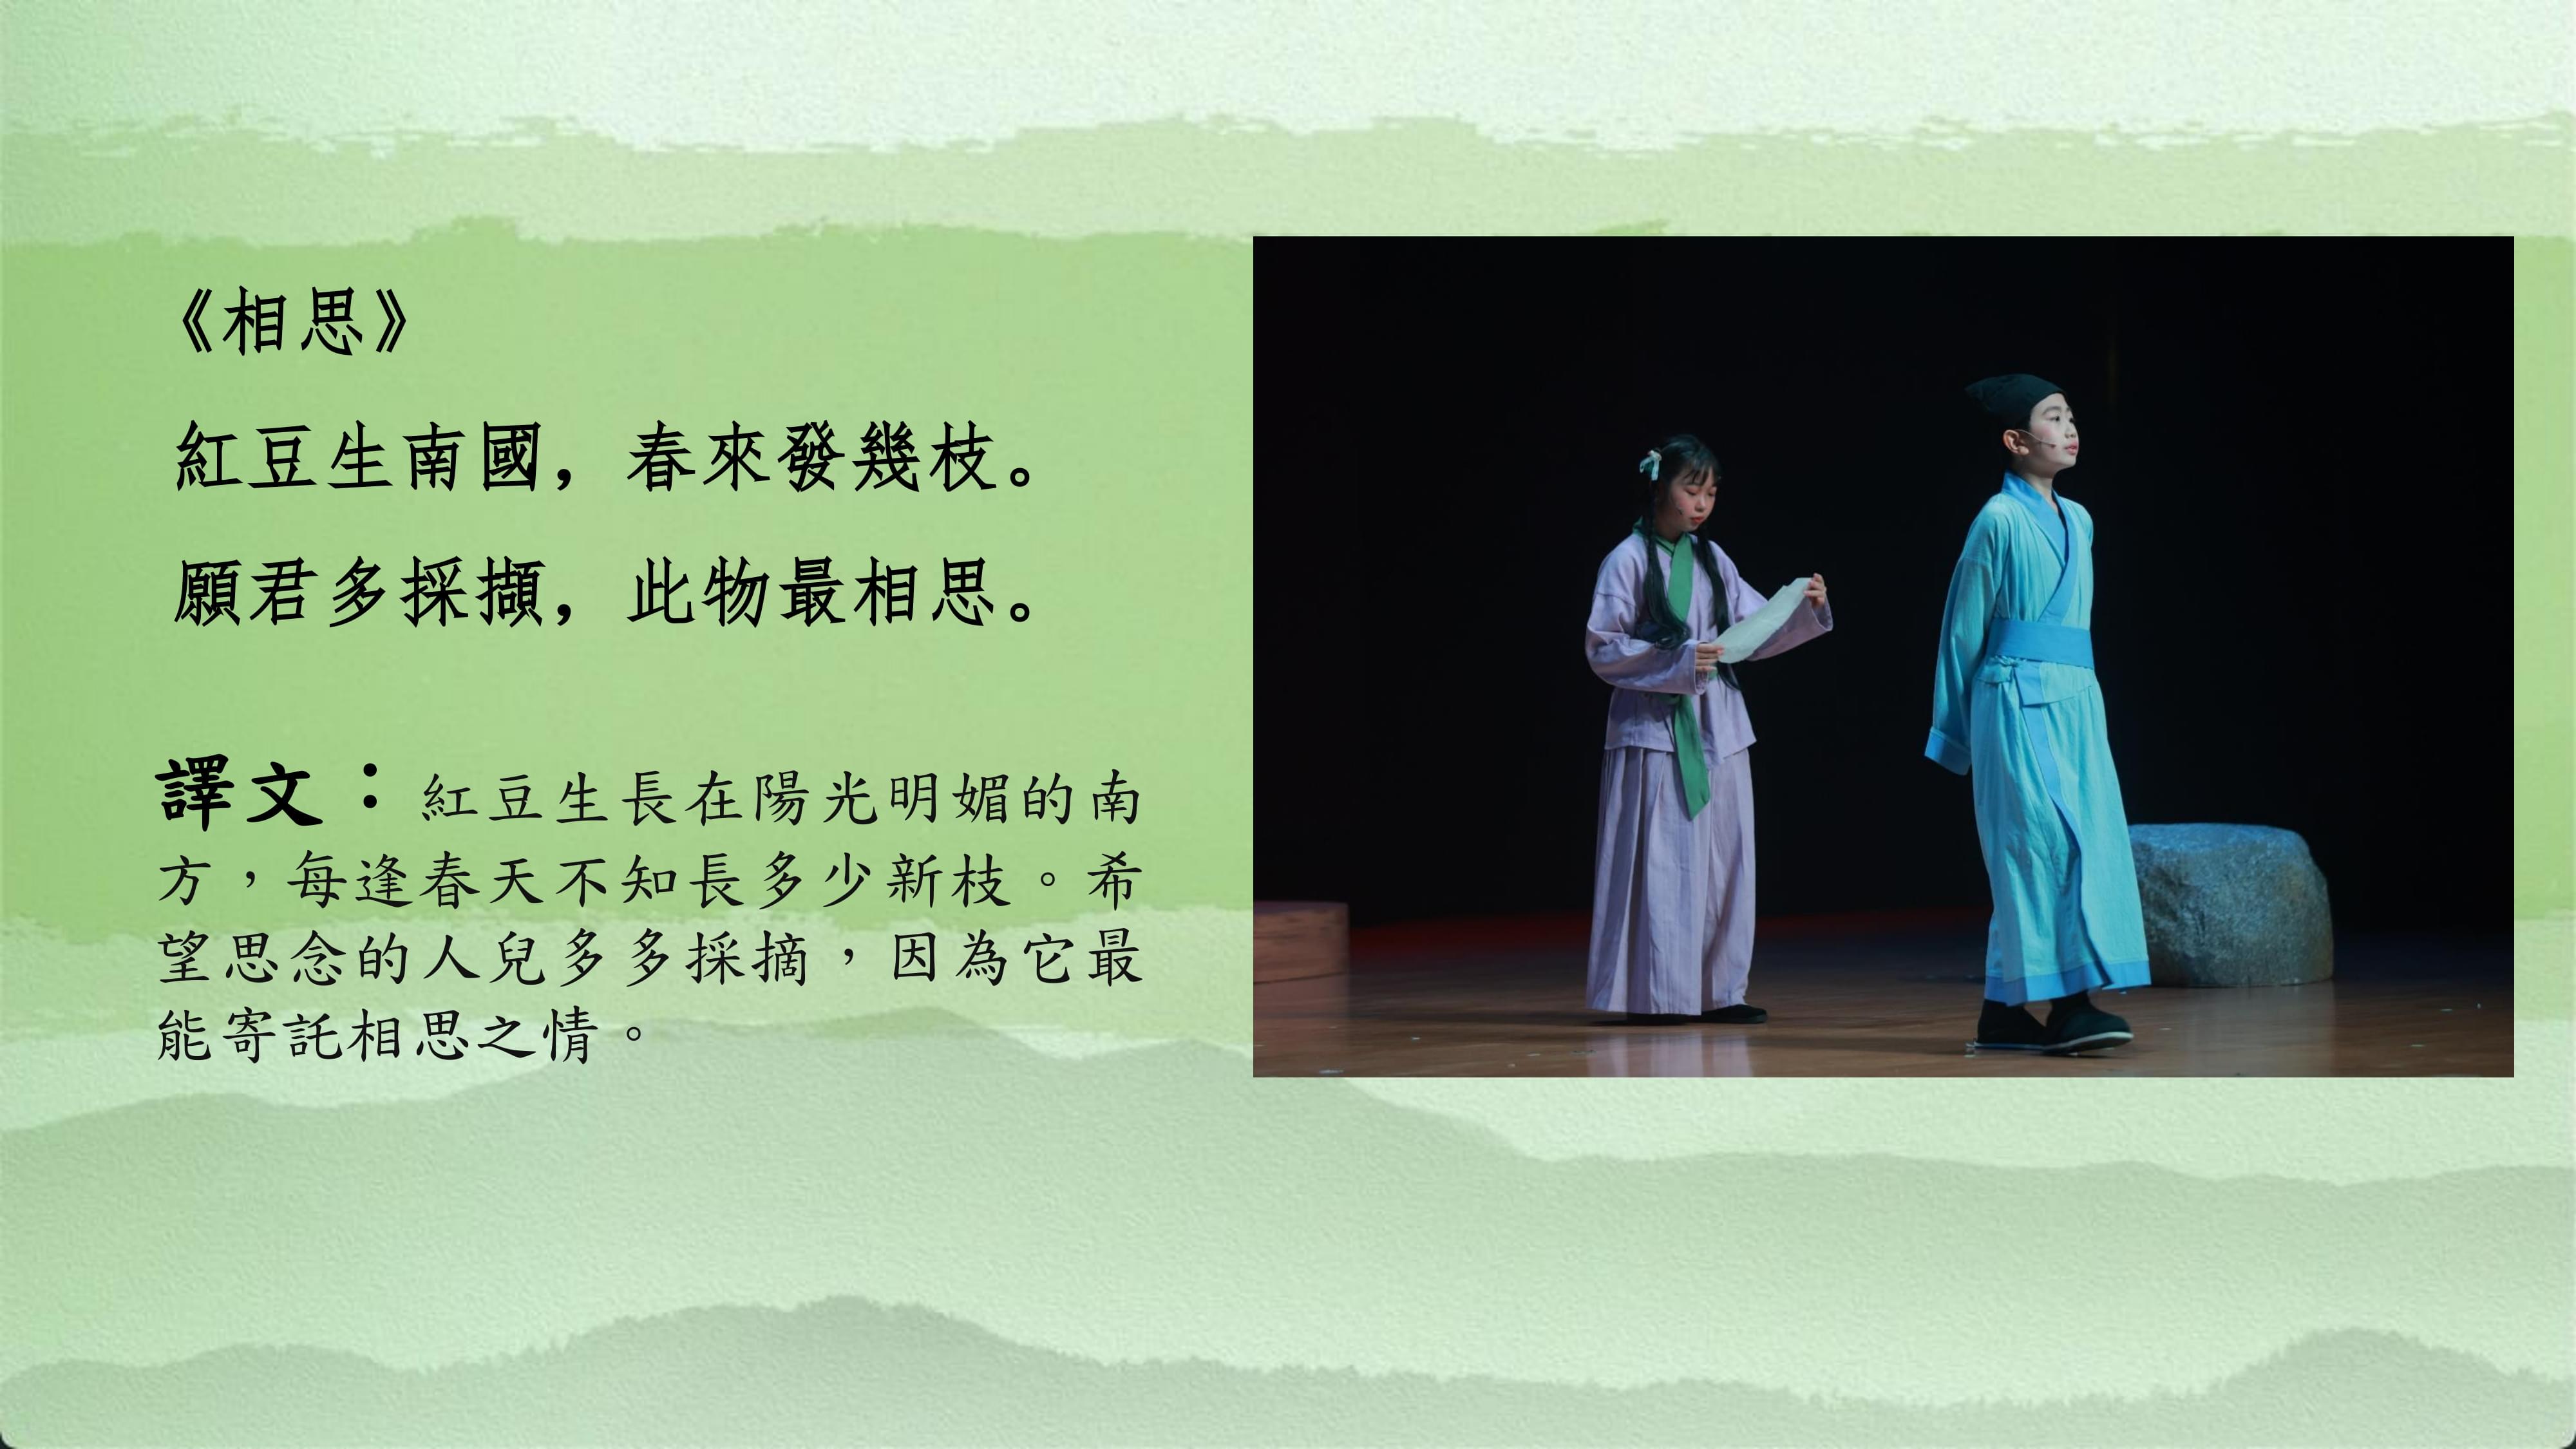 《相思》
紅豆生南國，春來發幾枝。
願君多採擷，此物最相思。
譯文：紅豆生長在陽光明媚的南
方，每逢春天不知長多少新枝。希
望思念的人兒多多採摘，因為它最
能寄託相思之情。